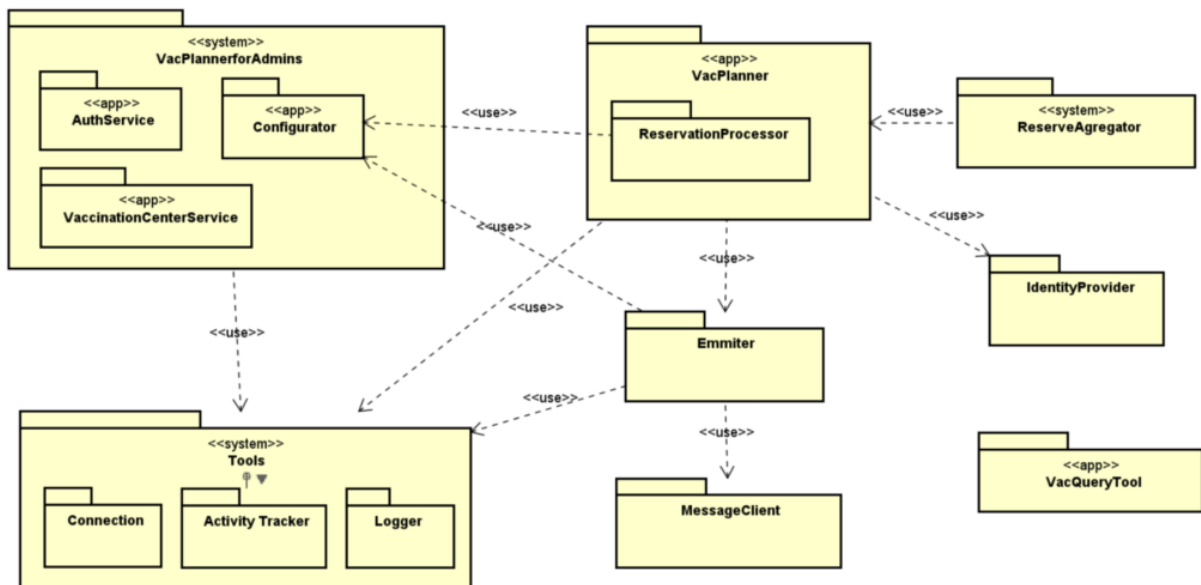 <<system>>
VacPlannerforAdmins
<<app>>
AuthService
<<app>>
Configurator
<<app>>
VaccinationCenterService
<<use>>
<<app>>
VacPlanner
ReservationProcessor
<<use>>
<<system>>
ReserveAgregator
<<use>>
<<use>>
<<use>>
IdentityProvider
<<use>>
<<use>>
Emmiter
<<use>>
<<use>>
<<system>>
Tools
Connection
Activity Tracker
Logger
MessageClient
<<app>>
VacQueryTool